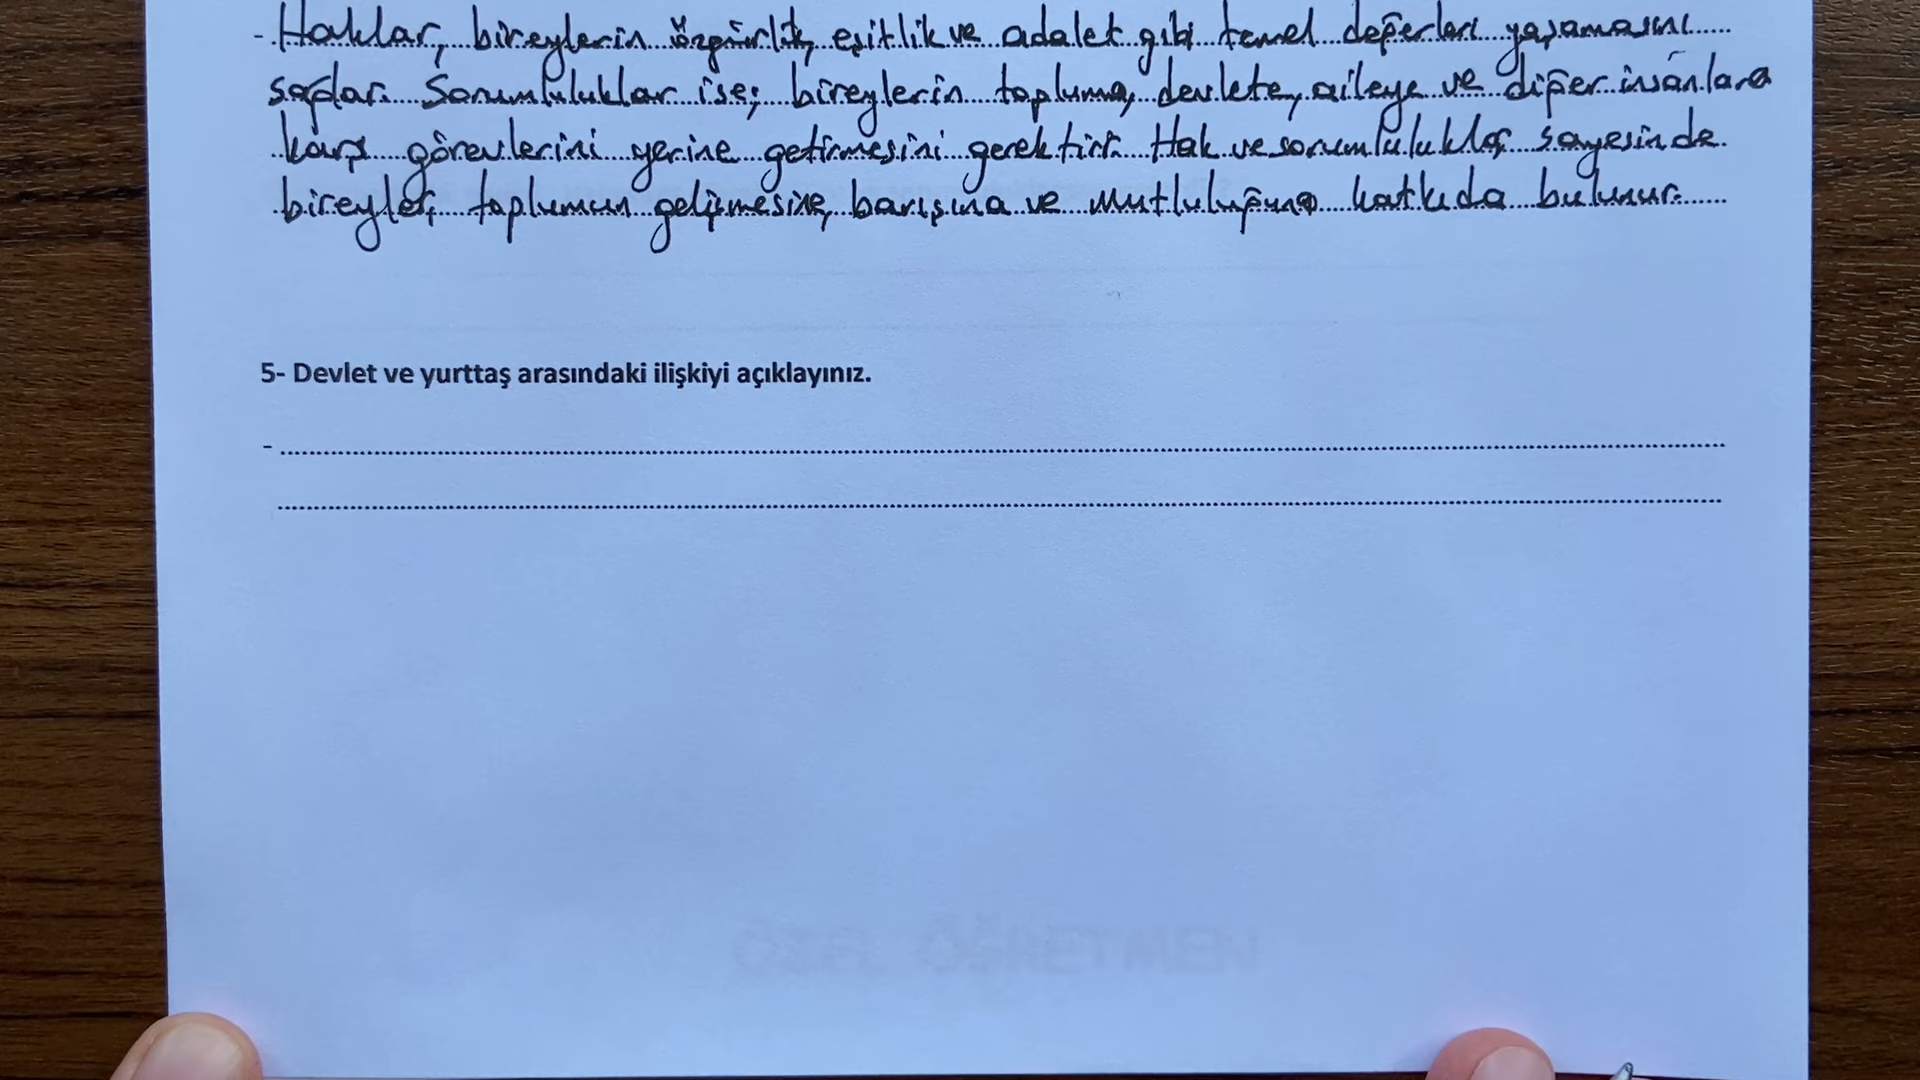 - Haklar, bireylerin özgürlük, eşitlik ve adalet gibi temel değerleri yaşamasını
sağlar. Sorumluluklar ise; bireylerin topluma, devlete, aileye ve diğer insanlara
karşı görevlerini yerine getirmesini gerektirir. Hak ve sorumluluklar sayesinde
bireyler, toplumun gelişmesine, barışına ve mutluluğuna katkıda bulunur.
5- Devlet ve yurttaş arasındaki ilişkiyi açıklayınız.
-
ÖZEL ÖĞRETMEN